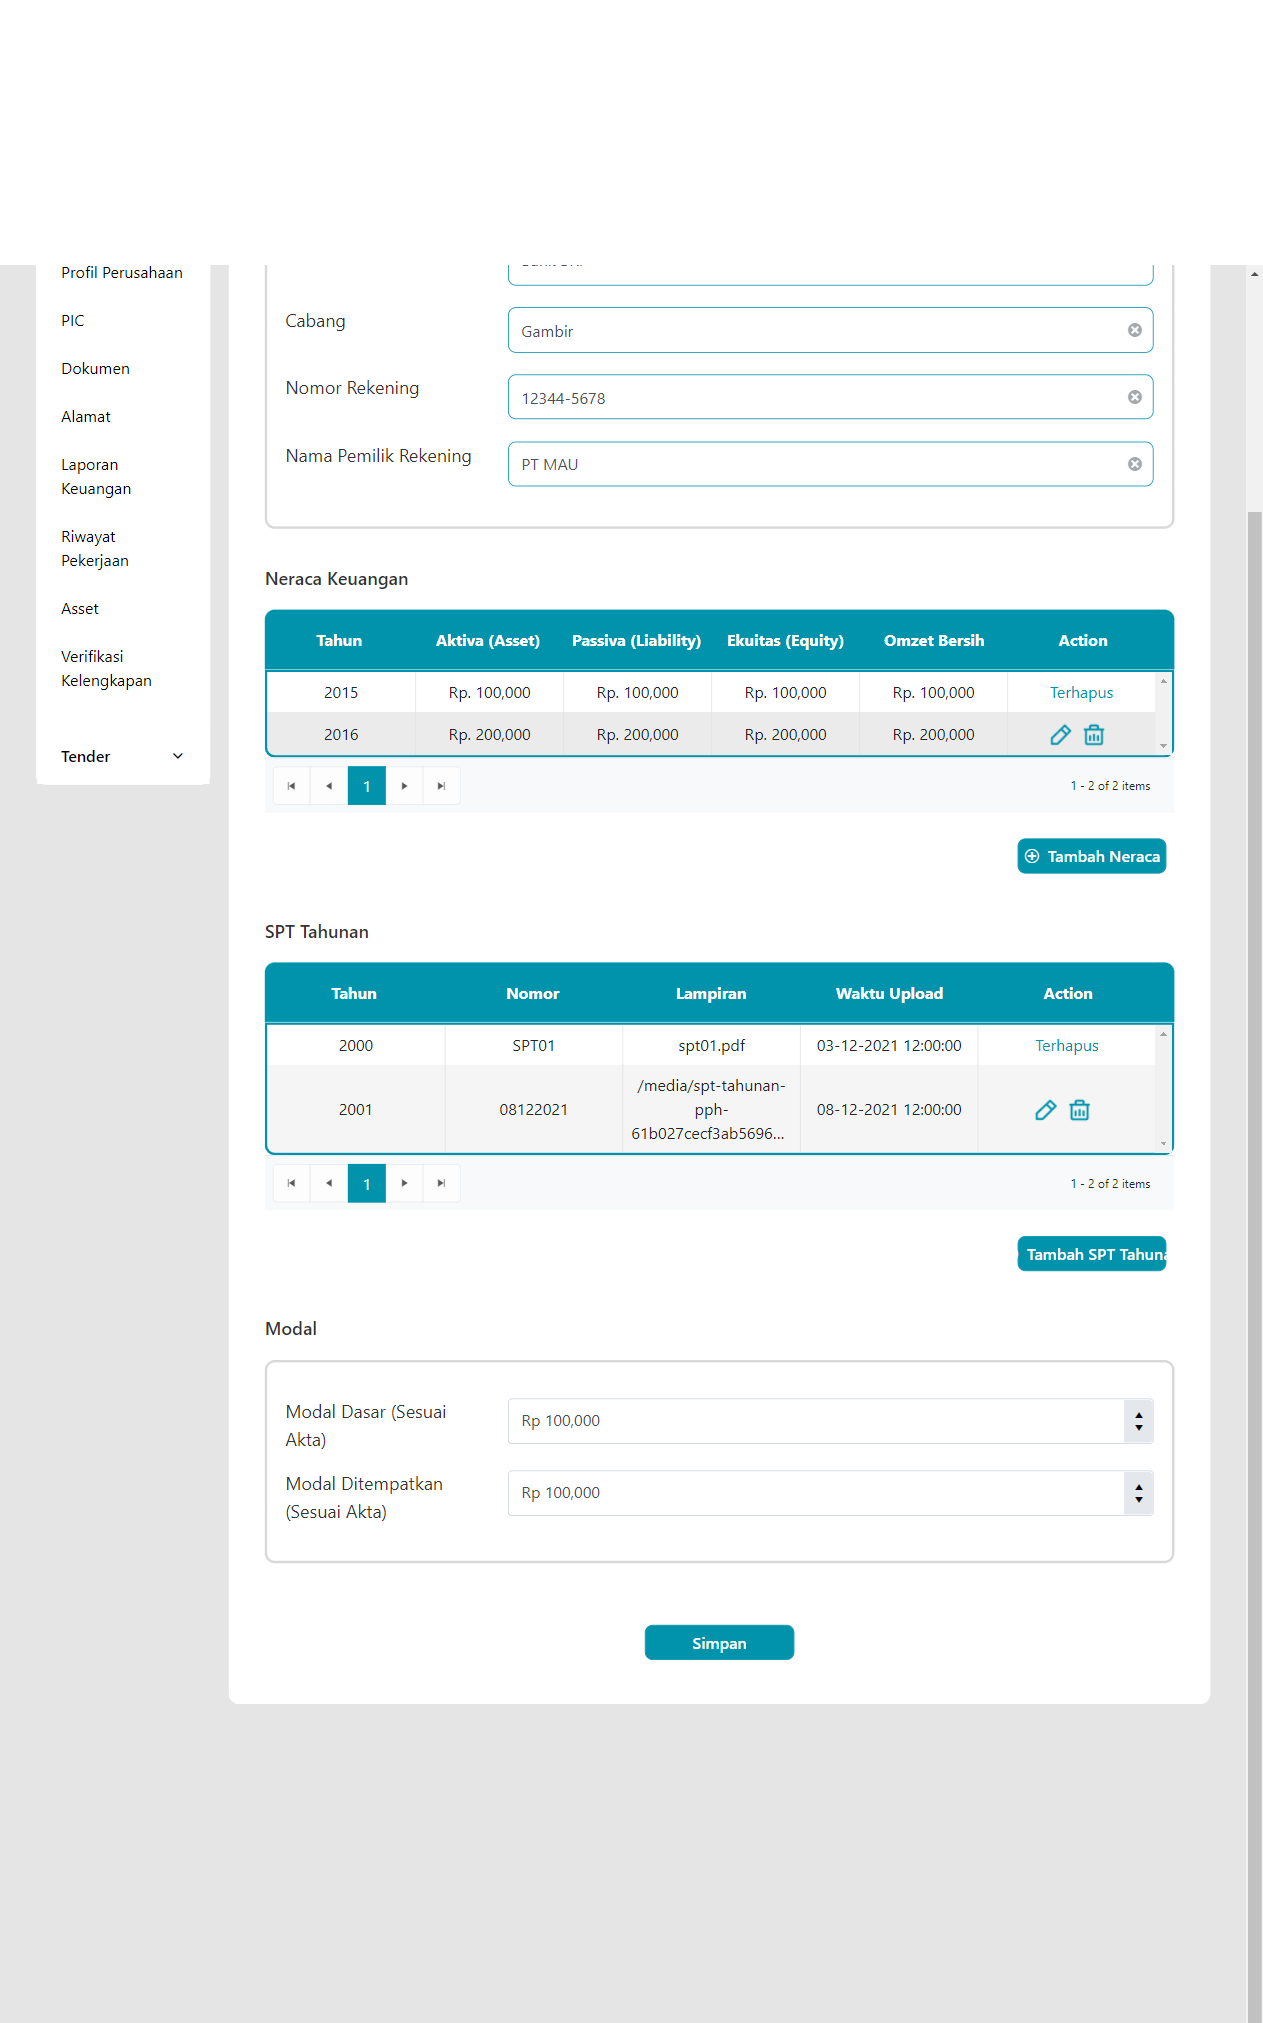 Profil Perusahaan
PIC
Dokumen
Alamat
Laporan
Keuangan
Riwayat
Pekerjaan
Asset
Verifikasi
Kelengkapan
Tender
Cabang
Gambir
Nomor Rekening
12344-5678
Nama Pemilik Rekening
PT MAU
Neraca Keuangan
Tahun Aktiva (Asset) Passiva (Liability) Ekuitas (Equity) Omzet Bersih Action
2015 Rp. 100,000 Rp. 100,000 Rp. 100,000 Rp. 100,000 Terhapus
2016 Rp. 200,000 Rp. 200,000 Rp. 200,000 Rp. 200,000
1
1 - 2 of 2 items
Tambah Neraca
SPT Tahunan
Tahun Nomor Lampiran Waktu Upload Action
2000 SPT01 spt01.pdf 03-12-2021 12:00:00 Terhapus
2001 08122021 /media/spt-tahunan-
pph-
61b027cecf3ab5696... 08-12-2021 12:00:00
1
1 - 2 of 2 items
Tambah SPT Tahuna
Modal
Modal Dasar (Sesuai
Akta)
Rp 100,000
Modal Ditempatkan
(Sesuai Akta)
Rp 100,000
Simpan